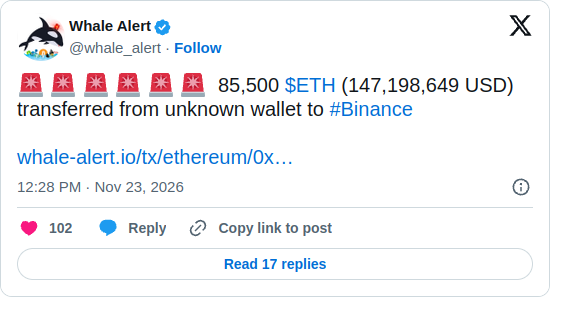 Whale Alert
@whale_alert · Follow
🚨 🚨 🚨 🚨 🚨 🚨 85,500 $ETH (147,198,649 USD)
transferred from unknown wallet to #Binance
whale-alert.io/tx/ethereum/0x…
12:28 PM · Nov 23, 2026
102 Reply Copy link to post
Read 17 replies